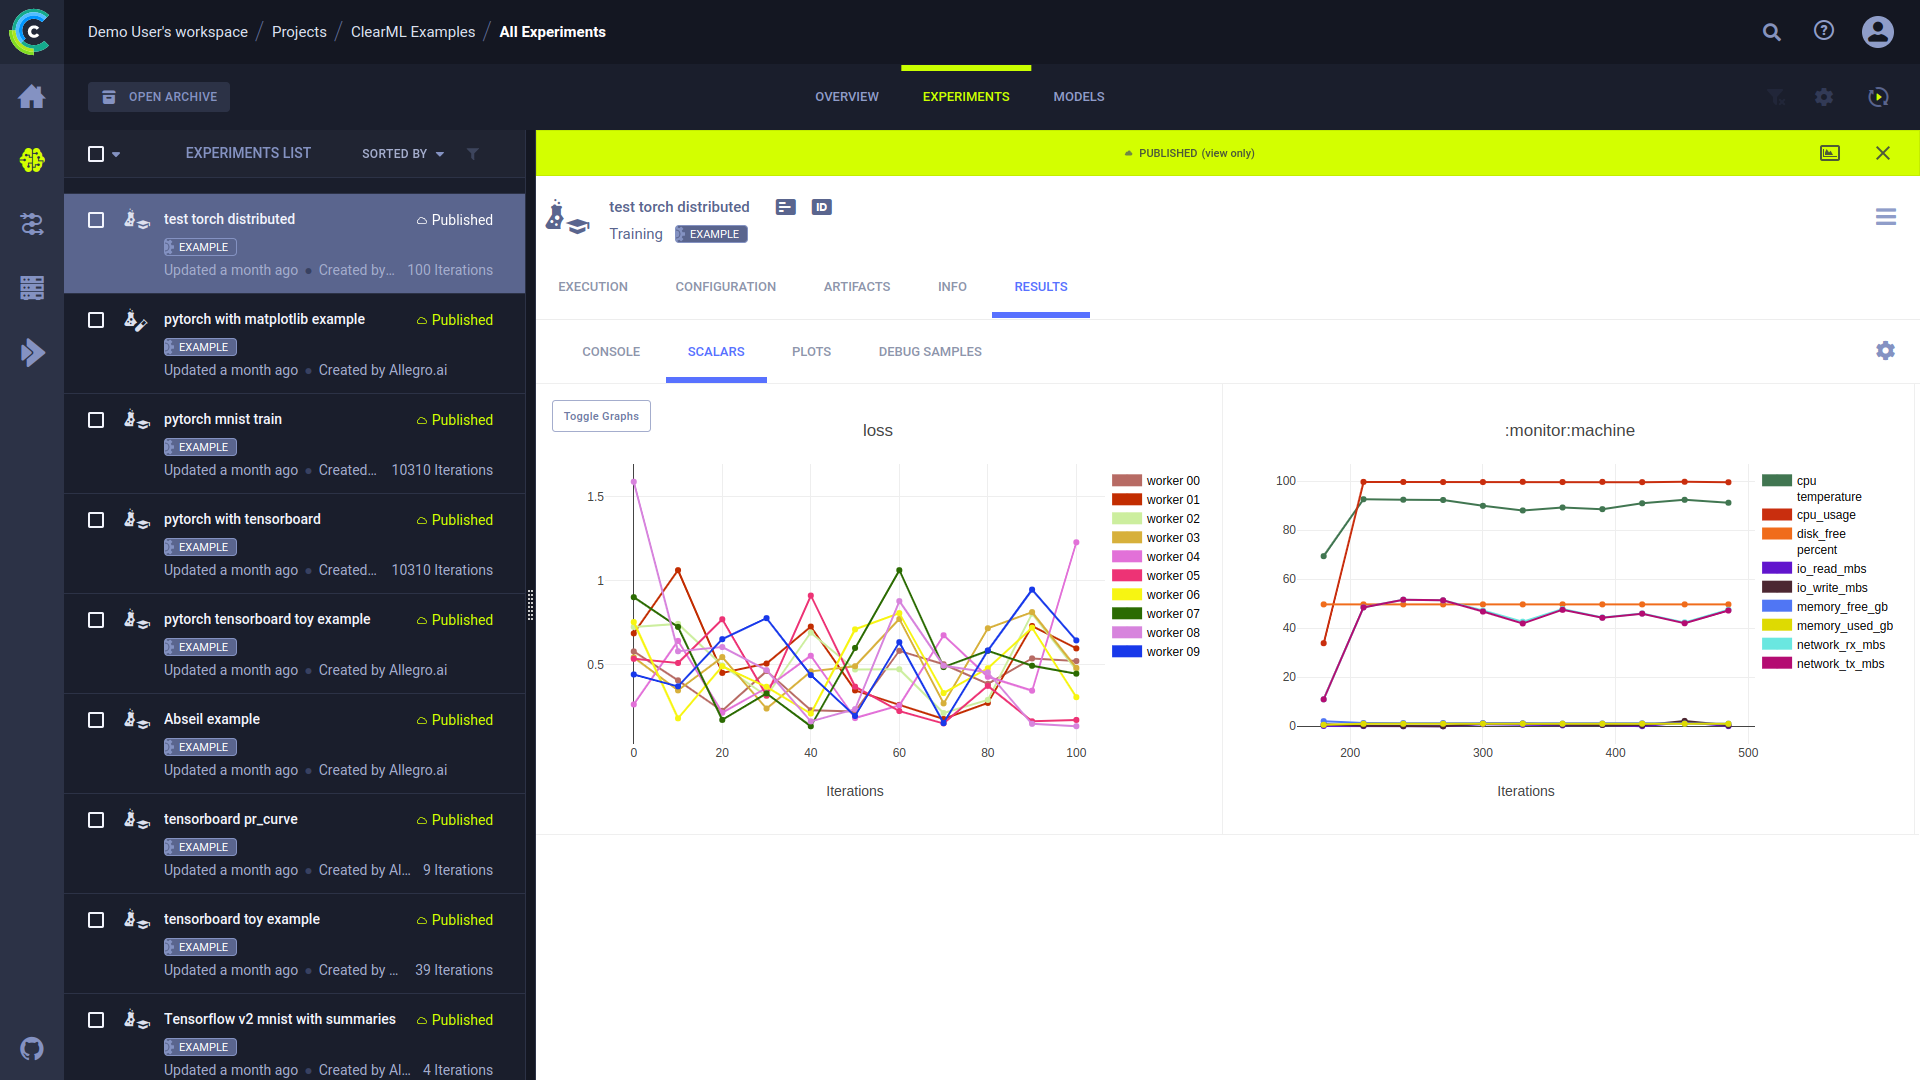 Demo User's workspace / Projects / ClearML Examples / All Experiments
OPEN ARCHIVE
OVERVIEW
EXPERIMENTS
MODELS
EXPERIMENTS LIST
SORTED BY
test torch distributed
Published
EXAMPLE
Updated a month ago • Created by... 100 Iterations
pytorch with matplotlib example
Published
EXAMPLE
Updated a month ago • Created by Allegro.ai
pytorch mnist train
Published
EXAMPLE
Updated a month ago • Created... 10310 Iterations
pytorch with tensorboard
Published
EXAMPLE
Updated a month ago • Created... 10310 Iterations
pytorch tensorboard toy example
Published
EXAMPLE
Updated a month ago • Created by Allegro.ai
Abseil example
Published
EXAMPLE
Updated a month ago • Created by Allegro.ai
tensorboard pr_curve
Published
EXAMPLE
Updated a month ago • Created by Al... 9 Iterations
tensorboard toy example
Published
EXAMPLE
Updated a month ago • Created by ... 39 Iterations
Tensorflow v2 mnist with summaries
Published
EXAMPLE
Updated a month ago • Created by Al... 4 Iterations
PUBLISHED (view only)
test torch distributed
ID
Training
EXAMPLE
EXECUTION
CONFIGURATION
ARTIFACTS
INFO
RESULTS
CONSOLE
SCALARS
PLOTS
DEBUG SAMPLES
Toggle Graphs
loss
1.5
1
0.5
0 20 40 60 80 100
Iterations
worker 00
worker 01
worker 02
worker 03
worker 04
worker 05
worker 06
worker 07
worker 08
worker 09
:monitor:machine
100
80
60
40
20
0
200 300 400 500
Iterations
cpu
temperature
cpu_usage
disk_free
percent
io_read_mbs
io_write_mbs
memory_free_gb
memory_used_gb
network_rx_mbs
network_tx_mbs